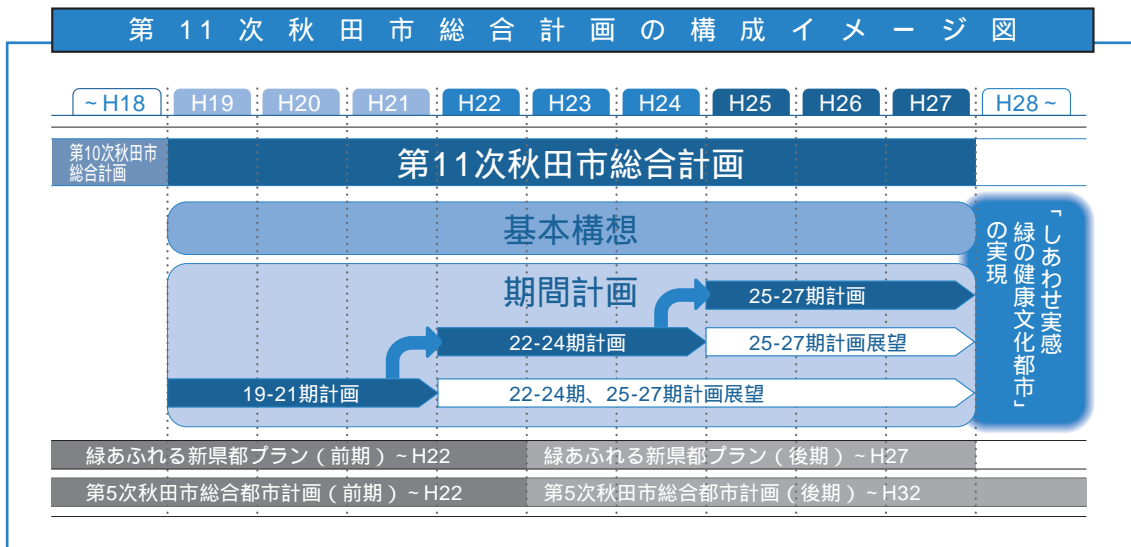 第11次秋田市総合計画の構成イメージ図
~H18 H19 H20 H21 H22 H23 H24 H25 H26 H27 H28~
第10次秋田市
総合計画
第11次秋田市総合計画
基本構想
期間計画
25-27期計画
22-24期計画
25-27期計画展望
19-21期計画
22-24期、25-27期計画展望
「しあわせ実感
緑の健康文化都市」
の実現
緑あふれる新県都プラン(前期)~H22
緑あふれる新県都プラン(後期)~H27
第5次秋田市総合都市計画(前期)~H22
第5次秋田市総合都市計画(後期)~H32